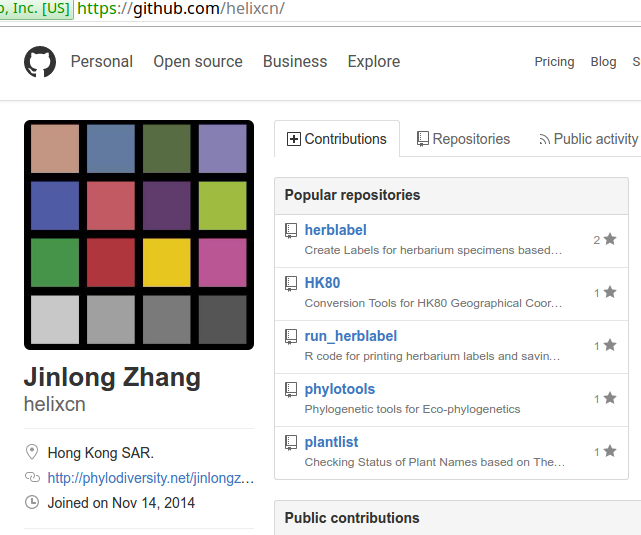 o, Inc. [US] https://github.com/helixcn/
Personal Open source Business Explore Pricing Blog S
Contributions Repositories Public activity
Popular repositories
herblabel
Create Labels for herbarium specimens based…
2
HK80
Conversion Tools for HK80 Geographical Coor…
1
run_herblabel
R code for printing herbarium labels and savin…
1
phylotools
Phylogenetic tools for Eco-phylogenetics
1
plantlist
Checking Status of Plant Names based on The…
1
Jinlong Zhang
helixcn
Hong Kong SAR.
http://phylodiversity.net/jinlongz…
Joined on Nov 14, 2014
Public contributions